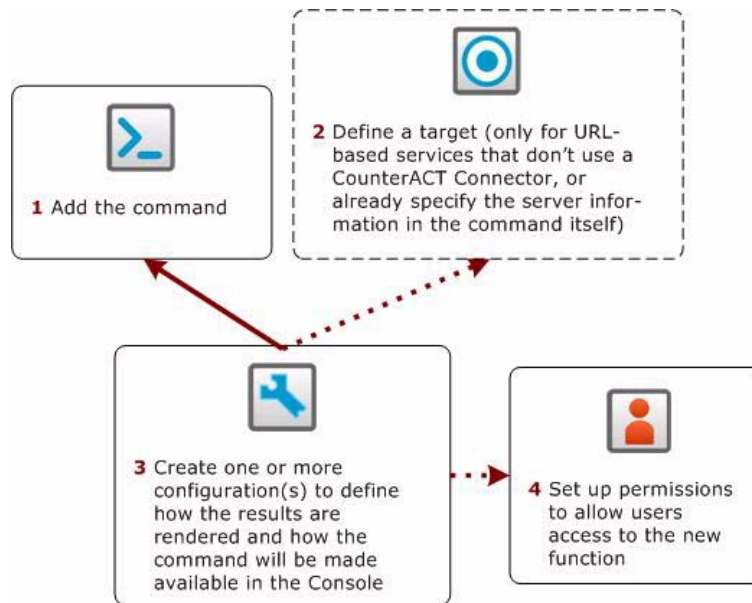 1 Add the command
2 Define a target (only for URL-
based services that don't use a
CounterACT Connector, or
already specify the server infor-
mation in the command itself)
3 Create one or more
configuration(s) to define
how the results are
rendered and how the
command will be made
available in the Console
4 Set up permissions
to allow users
access to the new
function